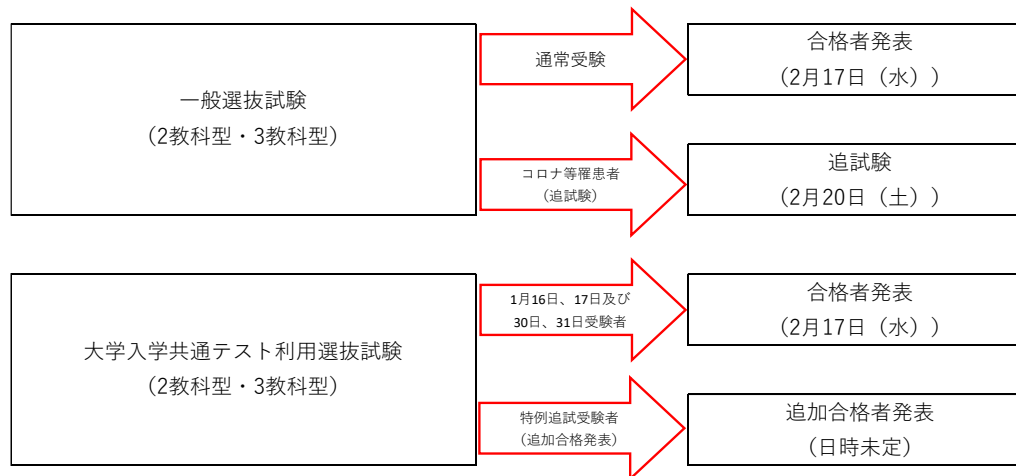 一般選抜試験
（2教科型・3教科型）
通常受験
合格者発表
（2月17日（水））
コロナ等罹患者
（追試験）
追試験
（2月20日（土））
大学入学共通テスト利用選抜試験
（2教科型・3教科型）
1月16日、17日及び
30日、31日受験者
合格者発表
（2月17日（水））
特例追試受験者
（追加合格発表）
追加合格者発表
（日時未定）